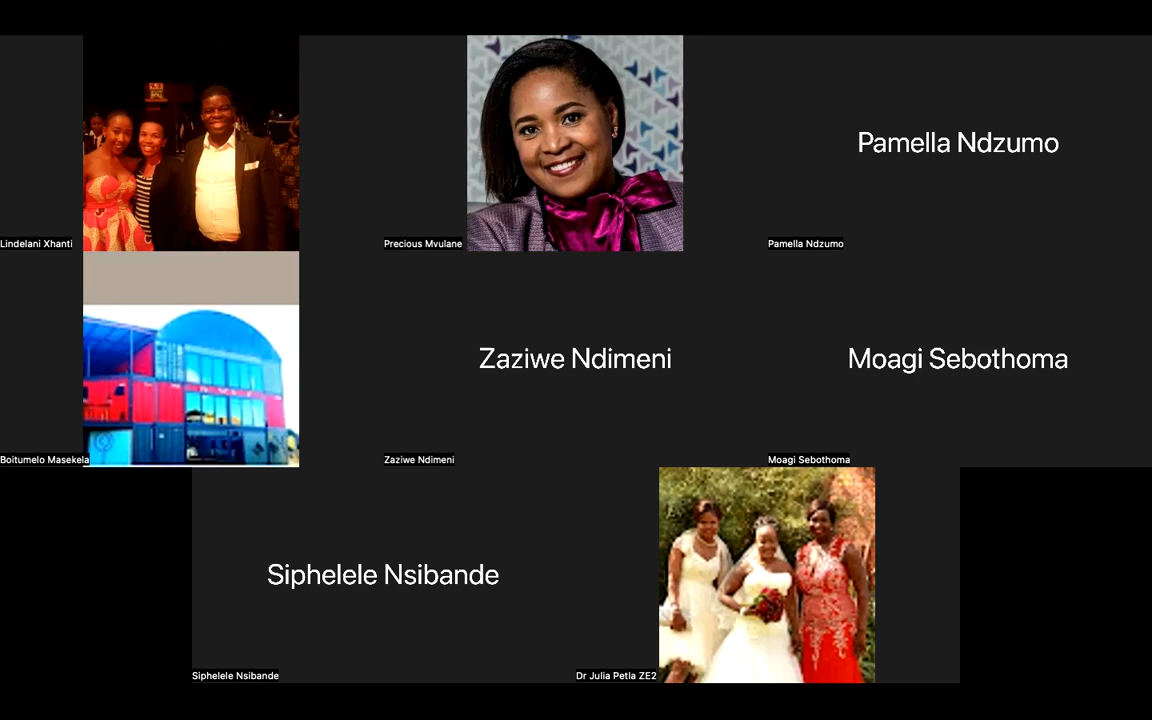 Pamella Ndzumo
Lindelani Xhanti
Precious Mvulane
Pamella Ndzumo
Zaziwe Ndimeni
Moagi Sebothoma
Boitumelo Masekela
Zaziwe Ndimeni
Moagi Sebothoma
Siphelele Nsibande
Siphelele Nsibande
Dr Julia Petla ZE2